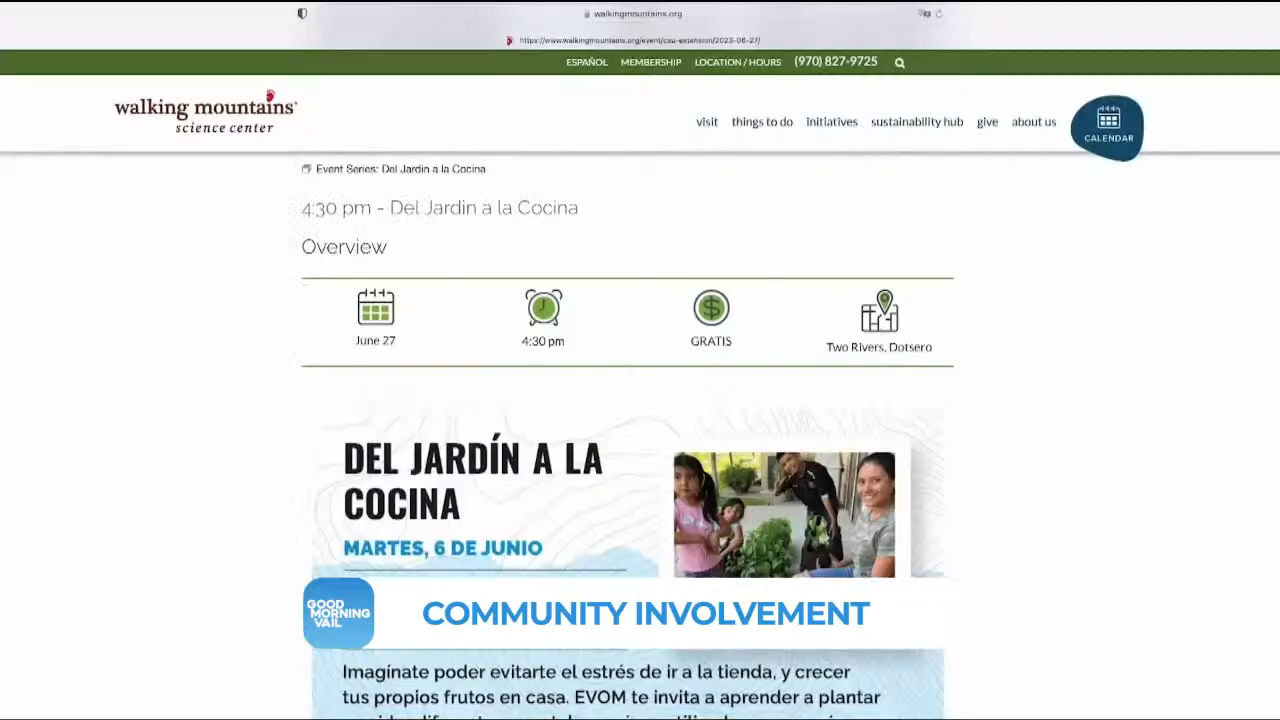 walkingmountains.org
https://www.walkingmountains.org/event/csu-extension/2023-06-27/
ESPAÑOL MEMBERSHIP LOCATION / HOURS (970) 827-9725
walking mountains
science center
visit things to do initiatives sustainability hub give about us
CALENDAR
Event Series: Del Jardin a la Cocina
4:30 pm - Del Jardin a la Cocina
Overview
June 27 4:30 pm GRATIS Two Rivers, Dotsero
DEL JARDÍN A LA
COCINA
MARTES, 6 DE JUNIO
GOOD
MORNING
VAIL
COMMUNITY INVOLVEMENT
Imagínate poder evitarte el estrés de ir a la tienda, y crecer
tus propios frutos en casa. EVOM te invita a aprender a plantar